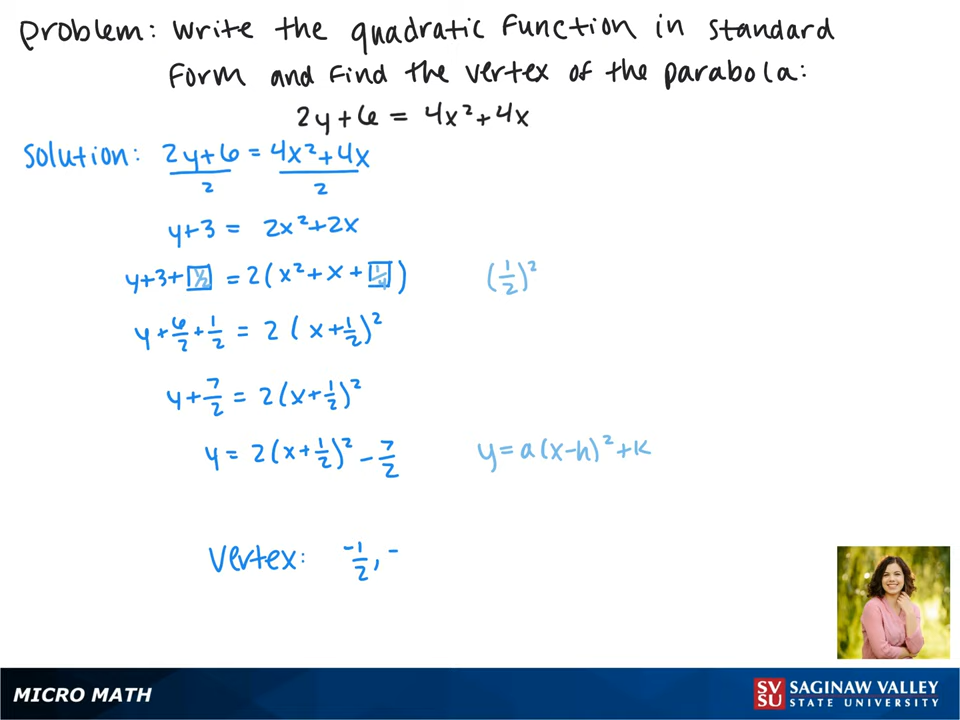 Problem: Write the quadratic function in standard
form and find the vertex of the parabola:
2y+6 = 4x²+4x
Solution: 2y+6/2 = 4x²+4x/2
y+3 = 2x²+2x
y+3+1/2 = 2(x²+x+1/4) (1/2)²
y+6/2+1/2 = 2(x+1/2)²
y+7/2 = 2(x+1/2)²
y = 2(x+1/2)² -7/2 y=a(x-h)²+k
Vertex: -1/2, -
MICRO MATH
SV
SU
SAGINAW VALLEY
STATE UNIVERSITY